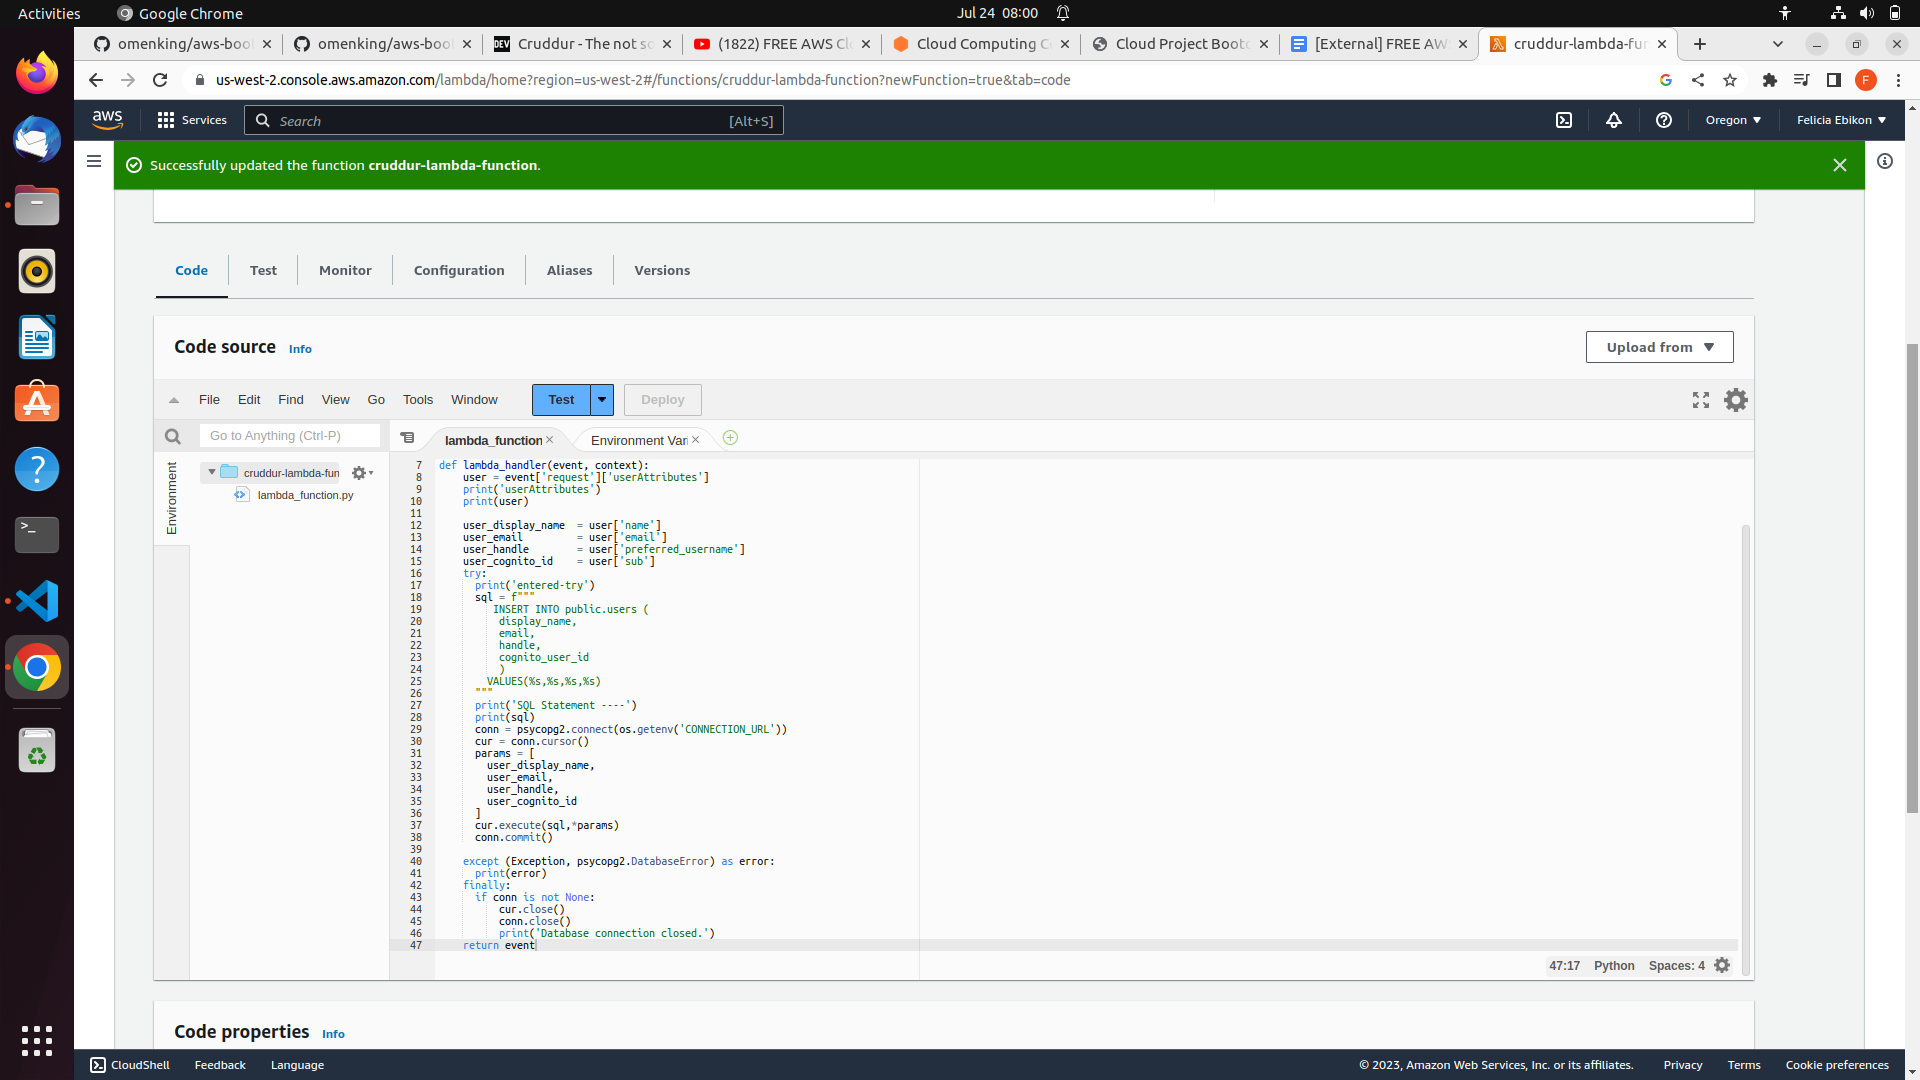 Activities
Google Chrome
Jul 24 08:00
omenking/aws-boo
omenking/aws-boo
DEV
Cruddur - The not so
(1822) FREE AWS Cl
Cloud Computing C
Cloud Project Bootc
[External] FREE AW
cruddur-lambda-fun
us-west-2.console.aws.amazon.com/lambda/home?region=us-west-2#/functions/cruddur-lambda-function?newFunction=true&tab=code
F
aws
Services
Search
[Alt+S]
Oregon
Felicia Ebikon
Successfully updated the function cruddur-lambda-function.
Code
Test
Monitor
Configuration
Aliases
Versions
Code source
Info
Upload from
File
Edit
Find
View
Go
Tools
Window
Test
Deploy
Go to Anything (Ctrl-P)
lambda_function
Environment Vari
Environment
cruddur-lambda-fun
lambda_function.py
7 def lambda_handler(event, context):
8 user = event['request']['userAttributes']
9 print('userAttributes')
10 print(user)
11
12 user_display_name = user['name']
13 user_email = user['email']
14 user_handle = user['preferred_username']
15 user_cognito_id = user['sub']
16 try:
17 print('entered-try')
18 sql = f"""
19 INSERT INTO public.users (
20 display_name,
21 email,
22 handle,
23 cognito_user_id
24 )
25 VALUES(%s,%s,%s,%s)
26 """
27 print('SQL Statement ----')
28 print(sql)
29 conn = psycopg2.connect(os.getenv('CONNECTION_URL'))
30 cur = conn.cursor()
31 params = [
32 user_display_name,
33 user_email,
34 user_handle,
35 user_cognito_id
36 ]
37 cur.execute(sql,*params)
38 conn.commit()
39
40 except (Exception, psycopg2.DatabaseError) as error:
41 print(error)
42 finally:
43 if conn is not None:
44 cur.close()
45 conn.close()
46 print('Database connection closed.')
47 return event
47:17
Python
Spaces: 4
Code properties
Info
CloudShell
Feedback
Language
© 2023, Amazon Web Services, Inc. or its affiliates.
Privacy
Terms
Cookie preferences